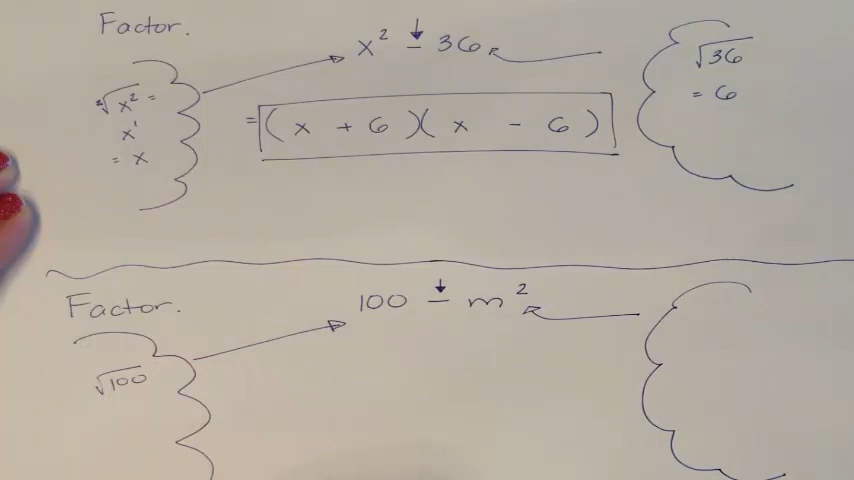 Factor.
x² - 36
²√x² =
x¹
= x
√36
= 6
= (x + 6)(x - 6)
Factor.
100 - m²
√100